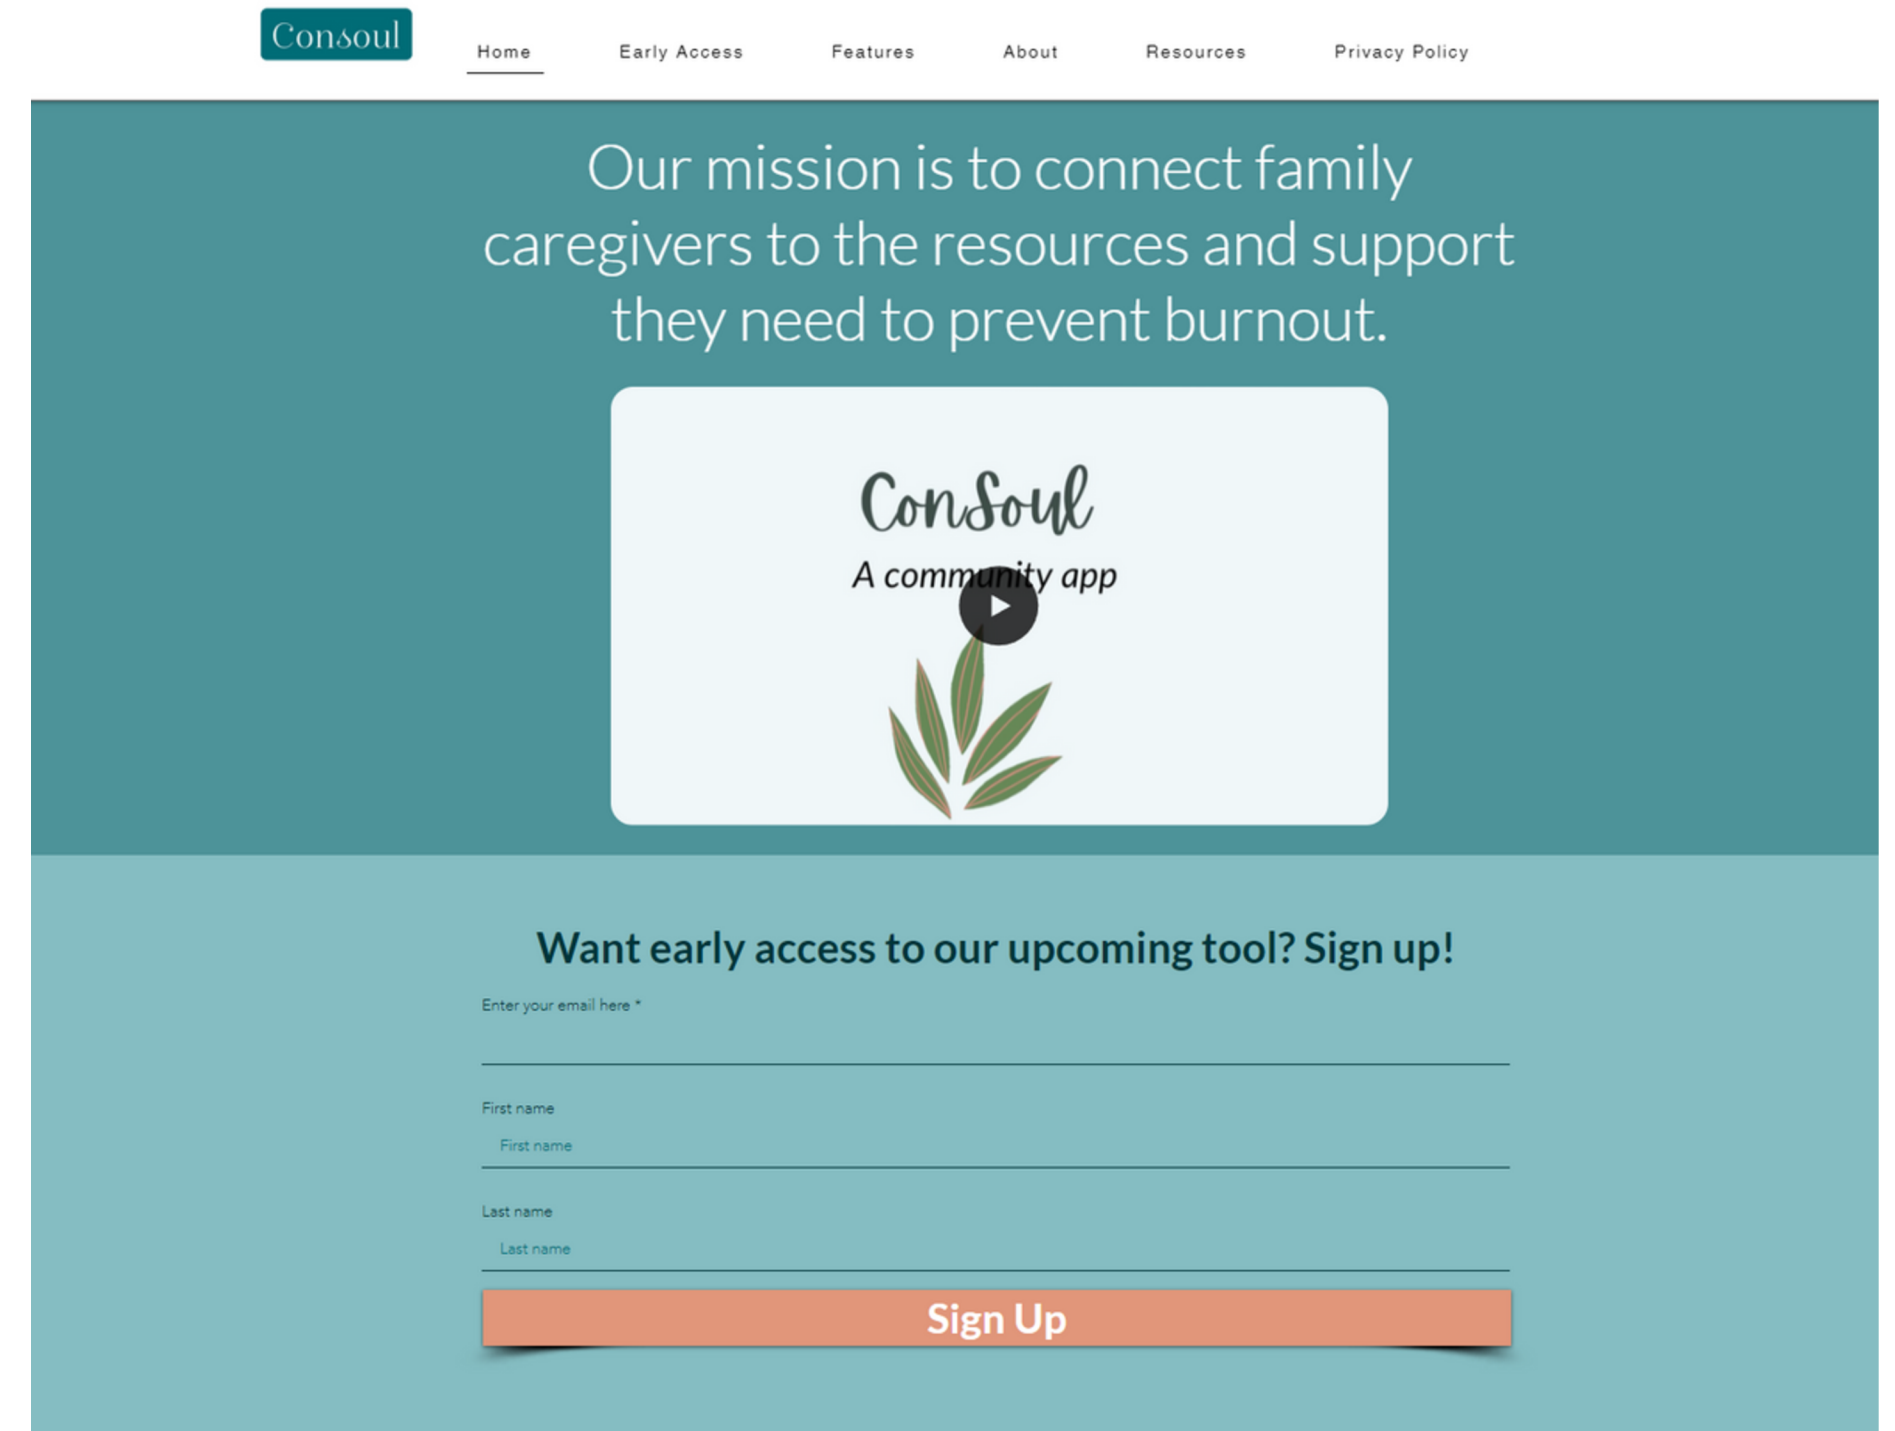 Consoul
Home Early Access Features About Resources Privacy Policy
Our mission is to connect family
caregivers to the resources and support
they need to prevent burnout.
ConSoul
A community app
Want early access to our upcoming tool? Sign up!
Enter your email here *
First name
First name
Last name
Last name
Sign Up